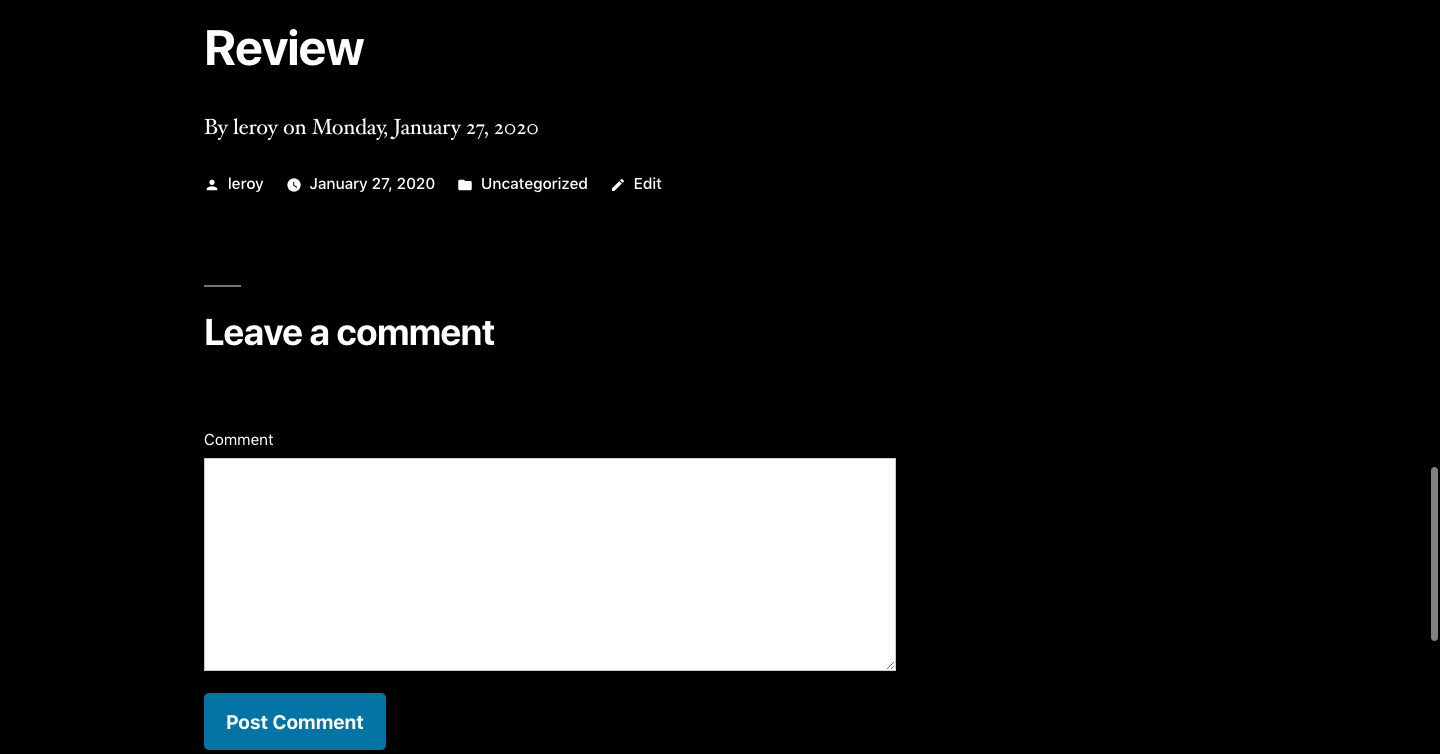 Review
By leroy on Monday, January 27, 2020
leroy January 27, 2020 Uncategorized Edit
Leave a comment
Comment
Post Comment